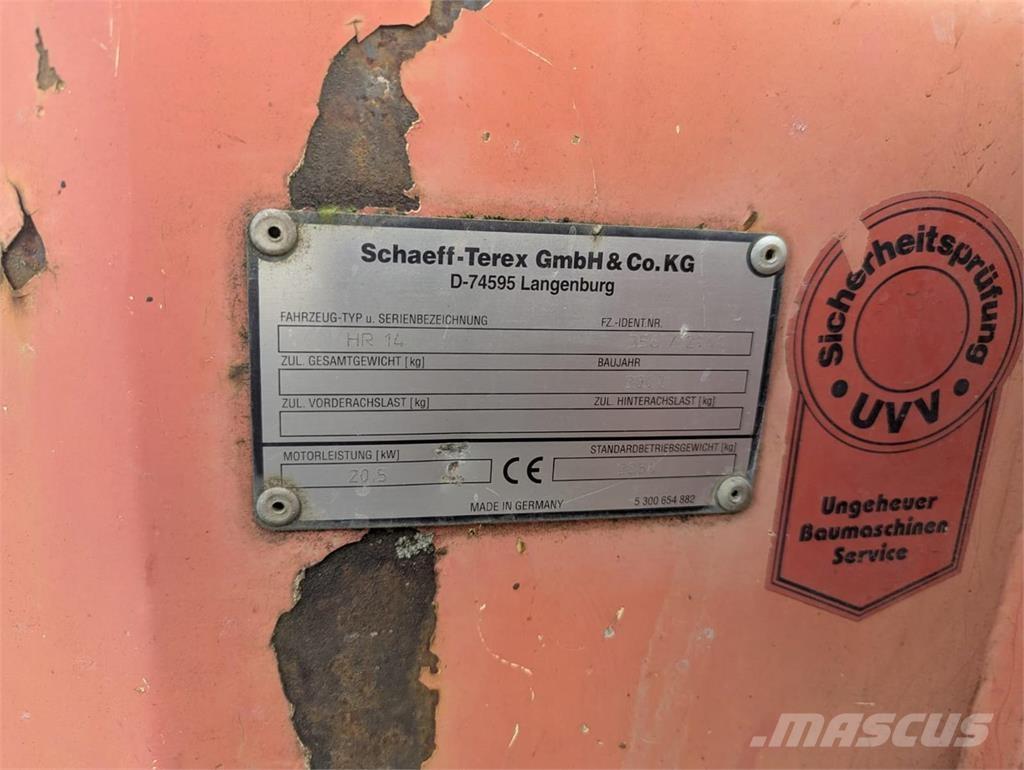 Schaeff-Terex GmbH & Co. KG
D-74595 Langenburg
FAHRZEUG-TYP u. SERIENBEZEICHNUNG FZ.-IDENT.NR.
HR 14
ZUL. GESAMTGEWICHT [kg] BAUJAHR
ZUL. VORDERACHSLAST [kg] ZUL. HINTERACHSLAST [kg]
MOTORLEISTUNG [kW] STANDARDBETRIEBSGEWICHT [kg]
20.5 CE
MADE IN GERMANY 5 300 654 882
Sicherheitsprüfung
UVV
Ungeheuer
Baumaschinen
Service
MASCUS